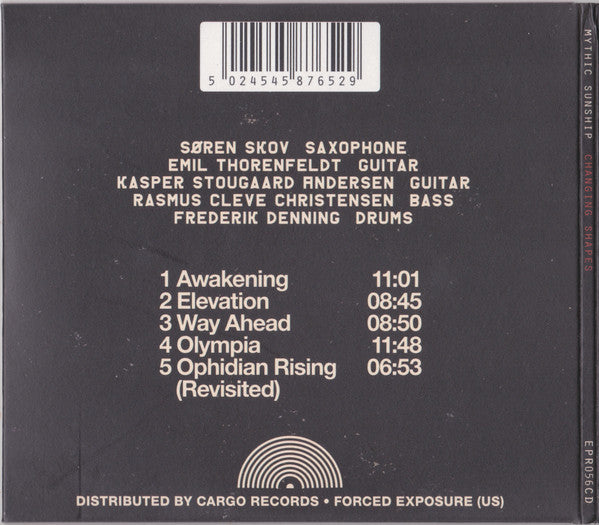 5 024545 876529
SØREN SKOV SAXOPHONE
EMIL THORENFELDT GUITAR
KASPER STOUGAARD ANDERSEN GUITAR
RASMUS CLEVE CHRISTENSEN BASS
FREDERIK DENNING DRUMS
1 Awakening 11:01
2 Elevation 08:45
3 Way Ahead 08:50
4 Olympia 11:48
5 Ophidian Rising 06:53
(Revisited)
DISTRIBUTED BY CARGO RECORDS • FORCED EXPOSURE (US)
MYTHIC SUNSHIP CHANGING SHAPES
EPR056CD